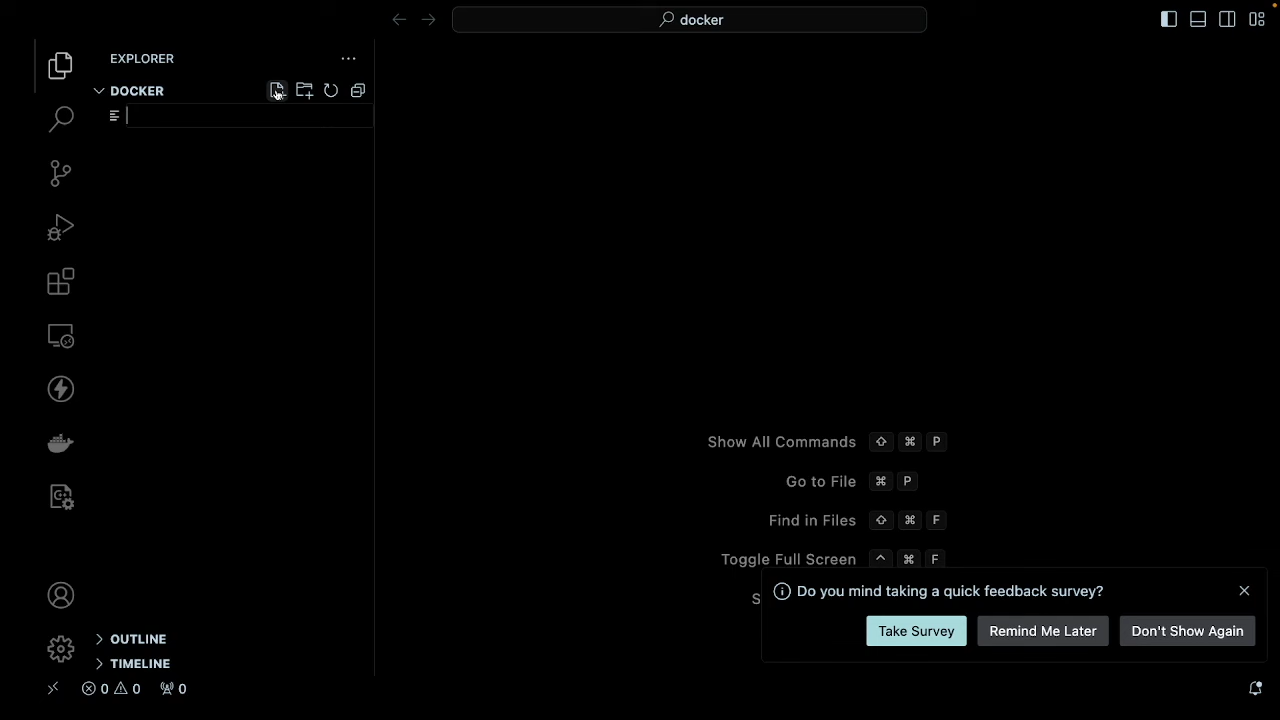 docker
EXPLORER
DOCKER
Show All Commands ⇧ ⌘ P
Go to File ⌘ P
Find in Files ⇧ ⌘ F
Toggle Full Screen ^ ⌘ F
S
Do you mind taking a quick feedback survey?
Take Survey Remind Me Later Don't Show Again
OUTLINE
TIMELINE
0 0 0